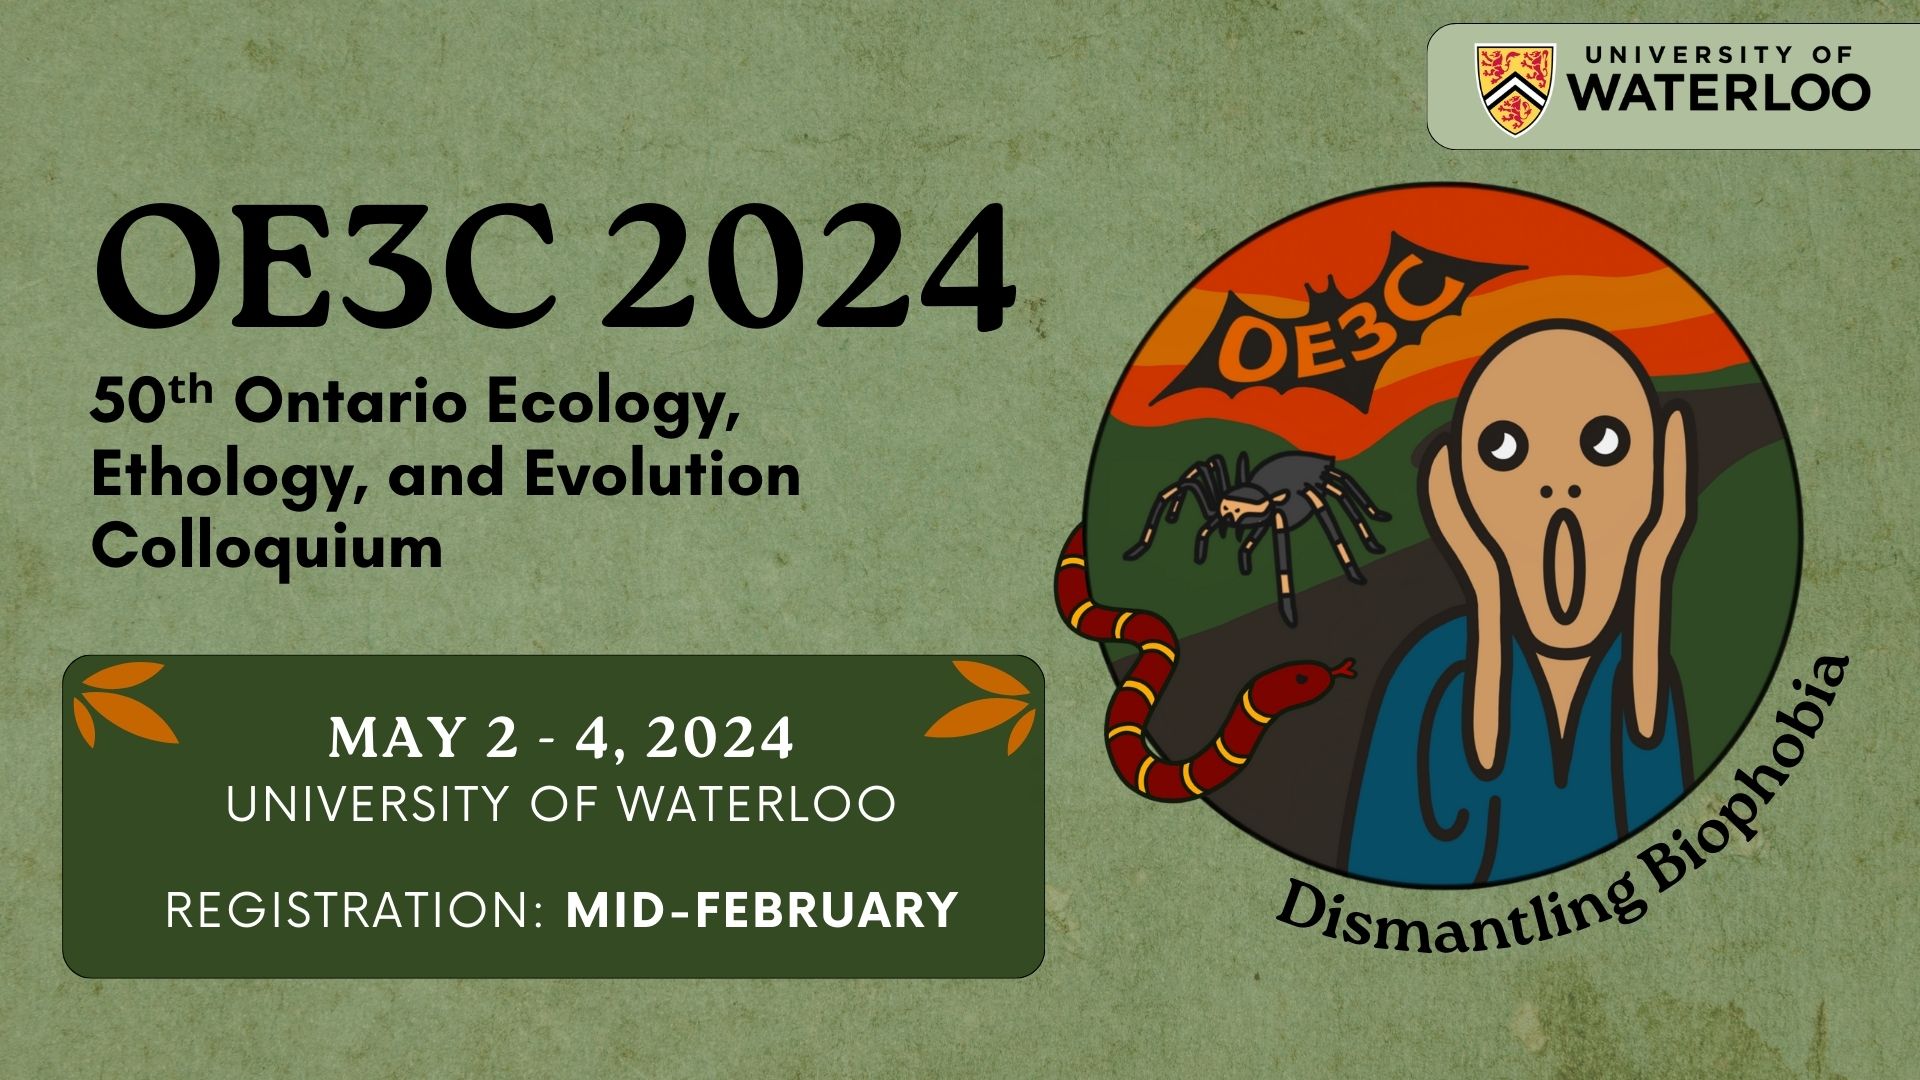 UNIVERSITY OF
WATERLOO
OE3C 2024
50th Ontario Ecology,
Ethology, and Evolution
Colloquium
OE3C
MAY 2 - 4, 2024
UNIVERSITY OF WATERLOO
REGISTRATION: MID-FEBRUARY
Dismantling Biophobia